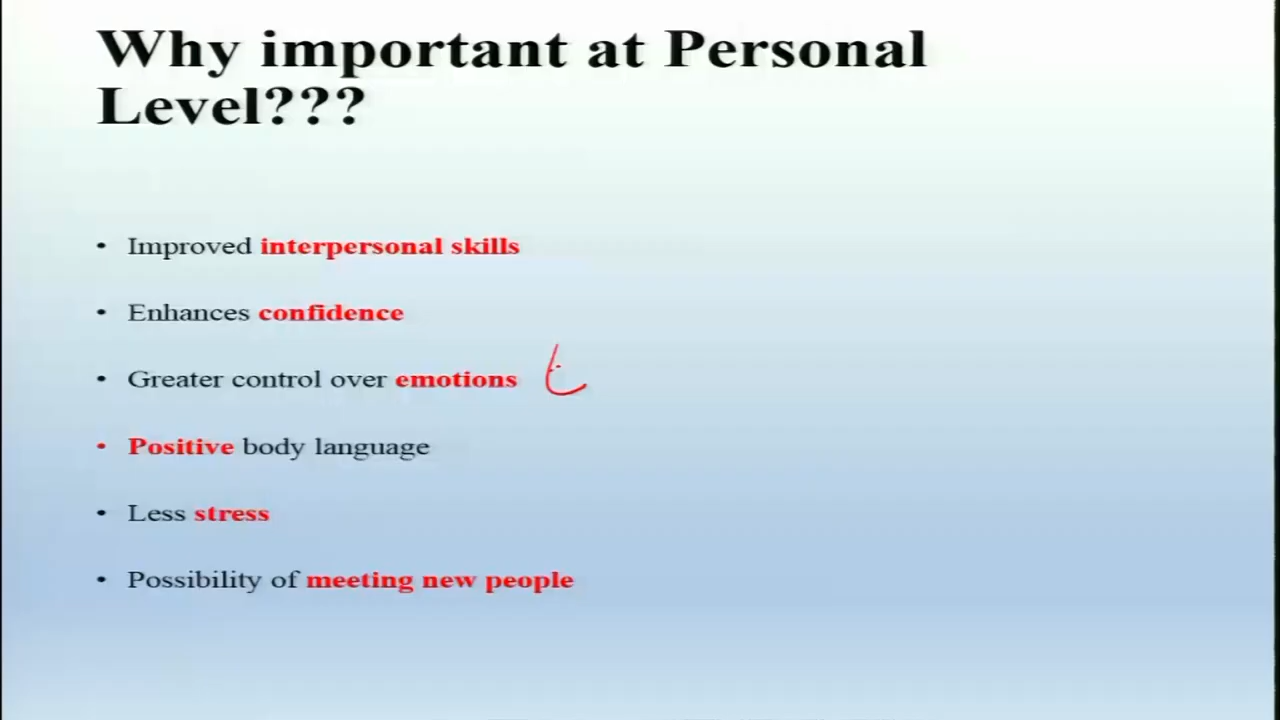 Why important at Personal
Level???
• Improved interpersonal skills
• Enhances confidence
• Greater control over emotions
• Positive body language
• Less stress
• Possibility of meeting new people